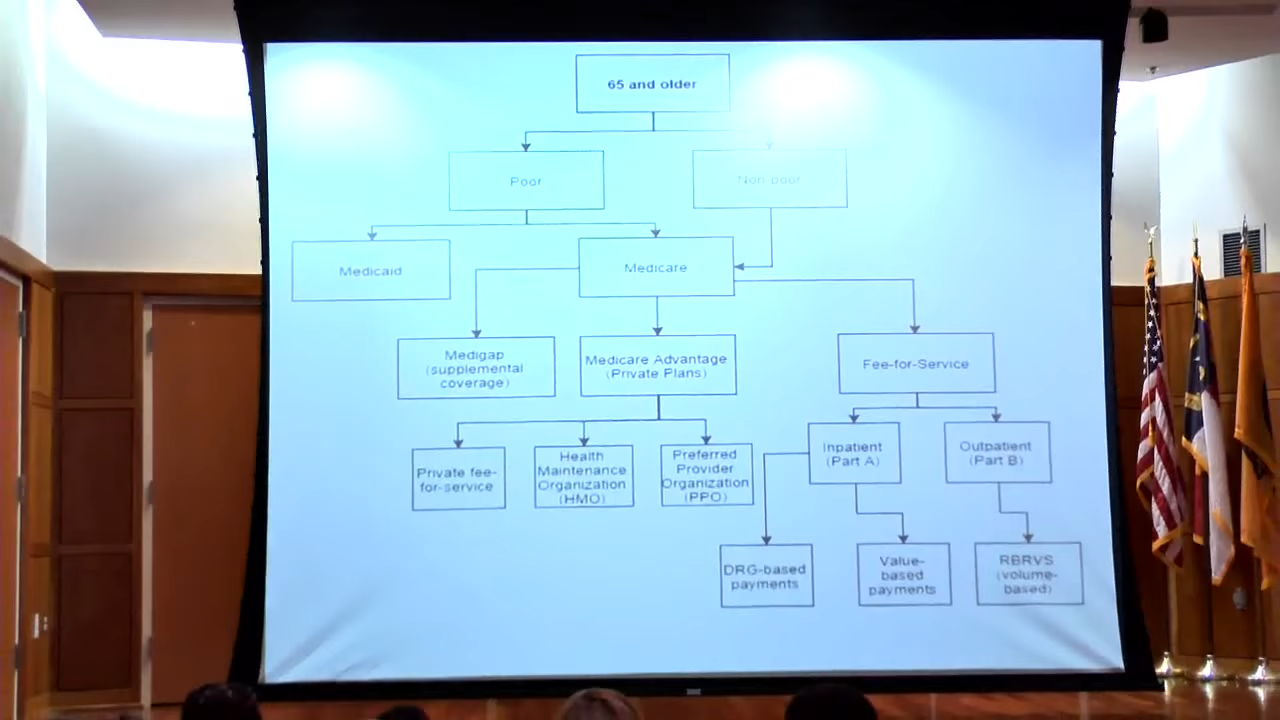 65 and older
Poor
Non-poor
Medicaid
Medicare
Medigap
(supplemental
coverage)
Medicare Advantage
(Private Plans)
Fee-for-Service
Private fee-
for-service
Health
Maintenance
Organization
(HMO)
Preferred
Provider
Organization
(PPO)
Inpatient
(Part A)
Outpatient
(Part B)
DRG-based
payments
Value-
based
payments
RBRVS
(volume-
based)